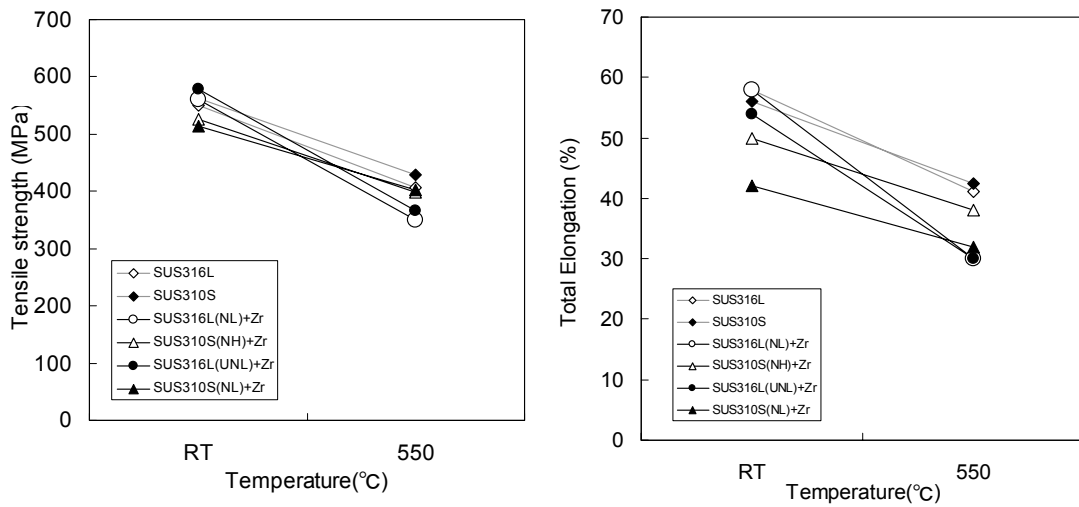 700
600
500
400
300
200
100
0
Tensile strength (MPa)
SUS316L
SUS310S
SUS316L(NL)+Zr
SUS310S(NH)+Zr
SUS316L(UNL)+Zr
SUS310S(NL)+Zr
RT 550
Temperature(℃)
70
60
50
40
30
20
10
0
Total Elongation (%)
SUS316L
SUS310S
SUS316L(NL)+Zr
SUS310S(NH)+Zr
SUS316L(UNL)+Zr
SUS310S(NL)+Zr
RT 550
Temperature(℃)